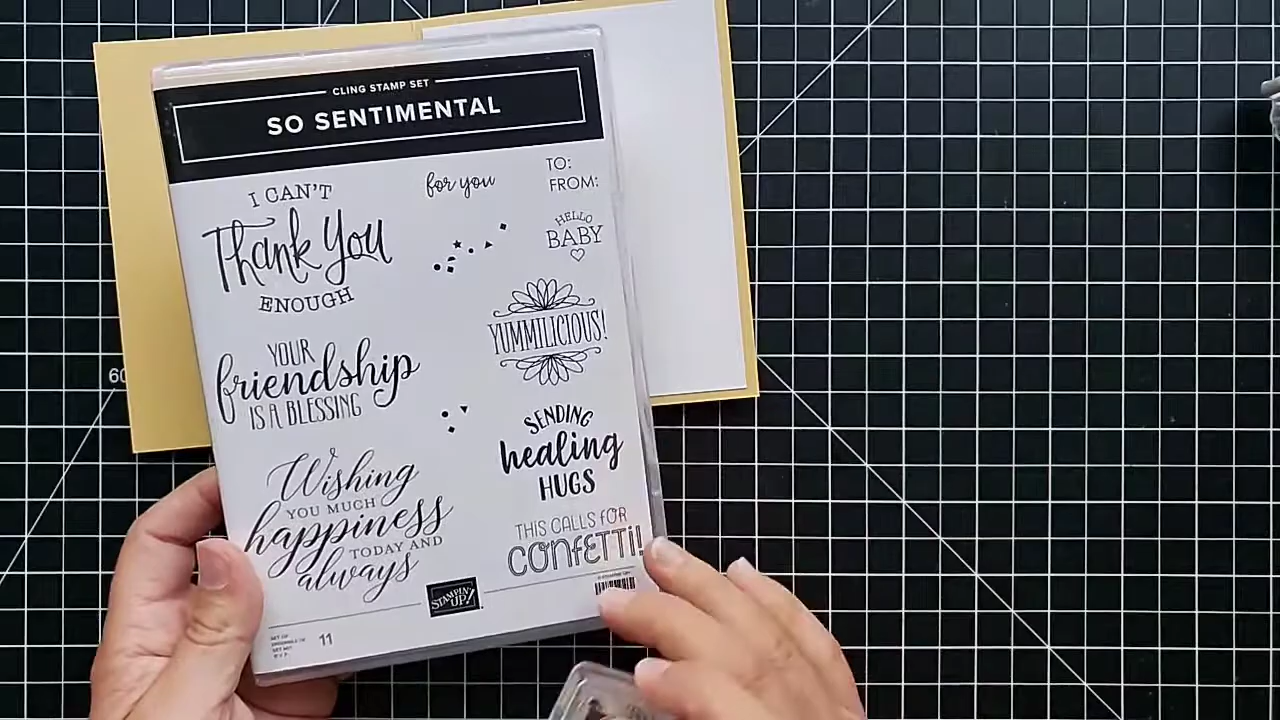 CLING STAMP SET
SO SENTIMENTAL
I CAN'T
Thank You
ENOUGH
for you
TO:
FROM:
HELLO
BABY
YUMMILICIOUS!
YOUR
friendship
IS A BLESSING
SENDING
healing
HUGS
Wishing
YOU MUCH
happiness
TODAY AND
always
THIS CALLS FOR
CONFETTI!
STAMPIN' UP!
SET OF
11
60